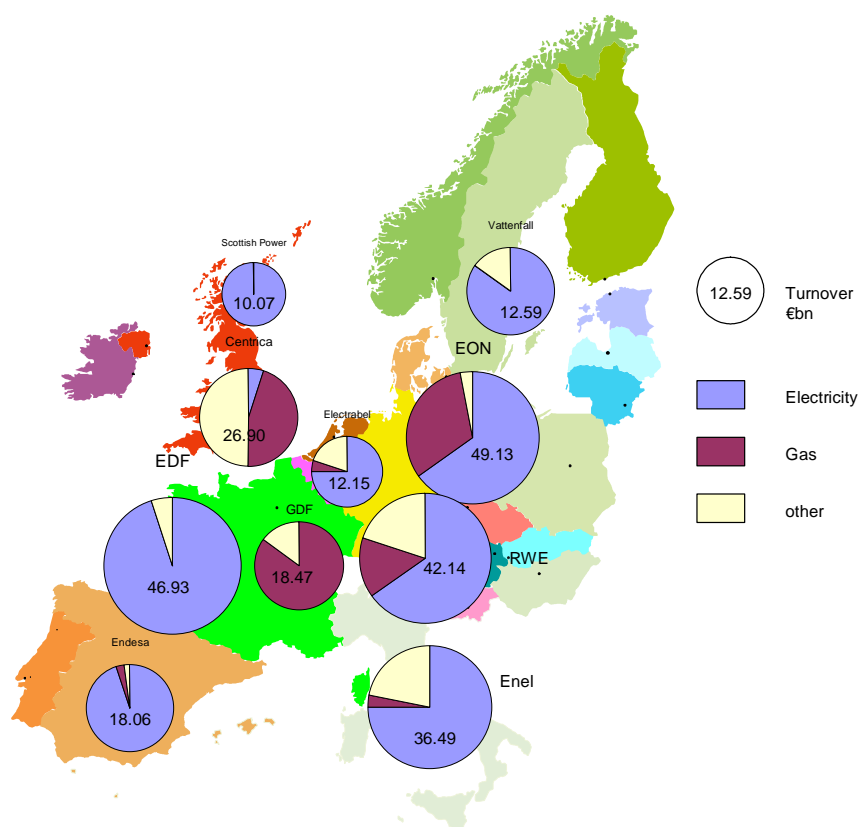 Scottish Power
10.07
Vattenfall
12.59
12.59
Turnover
€bn
Centrica
26.90
EON
49.13
Electricity
Electrabel
12.15
Gas
EDF
46.93
GDF
18.47
42.14
RWE
other
Endesa
18.06
Enel
36.49